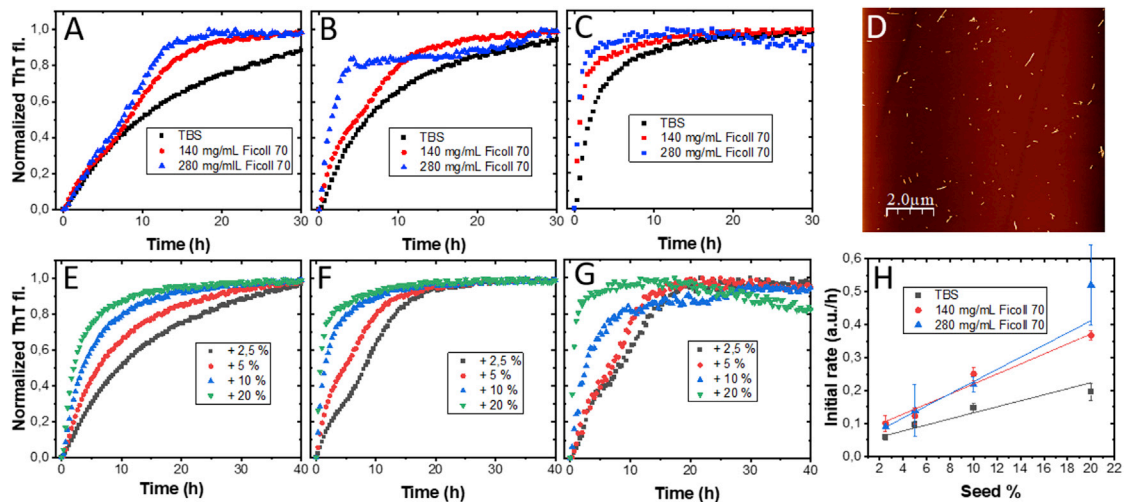 A
B
C
D
Normalized ThT fl.
1.0
0.8
0.6
0.4
0.2
0.0
TBS
140 mg/mL Ficoll 70
280 mg/mL Ficoll 70
TBS
140 mg/mL Ficoll 70
280 mg/mL Ficoll 70
TBS
140 mg/mL Ficoll 70
280 mg/mL Ficoll 70
2.0µm
0 10 20 30
0 10 20 30
0 10 20 30
Time (h)
Time (h)
Time (h)
E
F
G
H
Normalized ThT fl.
1.0
0.8
0.6
0.4
0.2
0.0
+ 2,5 %
+ 5 %
+ 10 %
+ 20 %
+ 2,5 %
+ 5 %
+ 10 %
+ 20 %
+ 2,5 %
+ 5 %
+ 10 %
+ 20 %
0 10 20 30 40
0 10 20 30 40
0 10 20 30 40
Time (h)
Time (h)
Time (h)
Initial rate (a.u./h)
0,6
0,5
0,4
0,3
0,2
0,1
0,0
TBS
140 mg/mL Ficoll 70
280 mg/mL Ficoll 70
2 4 6 8 10 12 14 16 18 20 22
Seed %